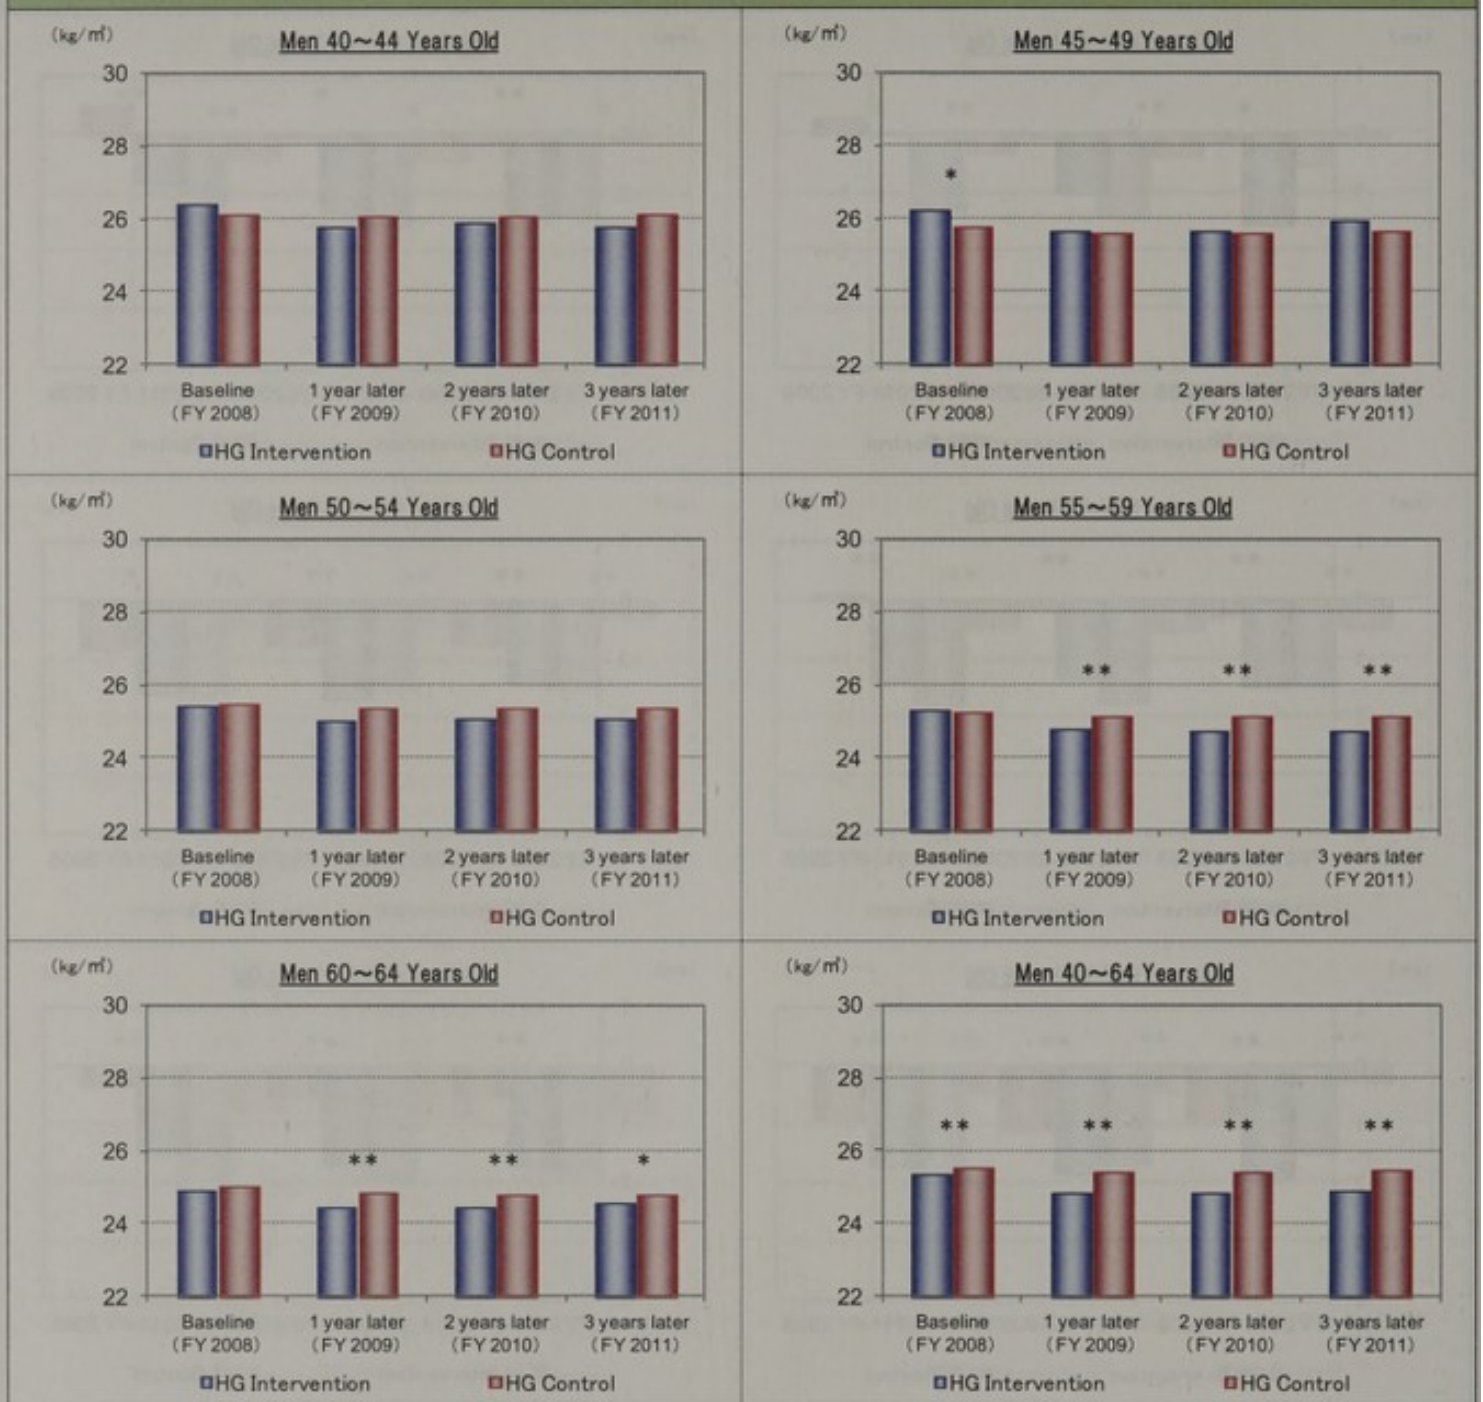 (kg/㎡)
Men 40～44 Years Old
30
28
26
24
22
Baseline 1 year later 2 years later 3 years later
(FY 2008) (FY 2009) (FY 2010) (FY 2011)
HG Intervention HG Control
(kg/㎡)
Men 45～49 Years Old
30
28
*
26
24
22
Baseline 1 year later 2 years later 3 years later
(FY 2008) (FY 2009) (FY 2010) (FY 2011)
HG Intervention HG Control
(kg/㎡)
Men 50～54 Years Old
30
28
26
24
22
Baseline 1 year later 2 years later 3 years later
(FY 2008) (FY 2009) (FY 2010) (FY 2011)
HG Intervention HG Control
(kg/㎡)
Men 55～59 Years Old
30
28
** ** **
26
24
22
Baseline 1 year later 2 years later 3 years later
(FY 2008) (FY 2009) (FY 2010) (FY 2011)
HG Intervention HG Control
(kg/㎡)
Men 60～64 Years Old
30
28
26
** ** *
24
22
Baseline 1 year later 2 years later 3 years later
(FY 2008) (FY 2009) (FY 2010) (FY 2011)
HG Intervention HG Control
(kg/㎡)
Men 40～64 Years Old
30
28
** ** ** **
26
24
22
Baseline 1 year later 2 years later 3 years later
(FY 2008) (FY 2009) (FY 2010) (FY 2011)
HG Intervention HG Control